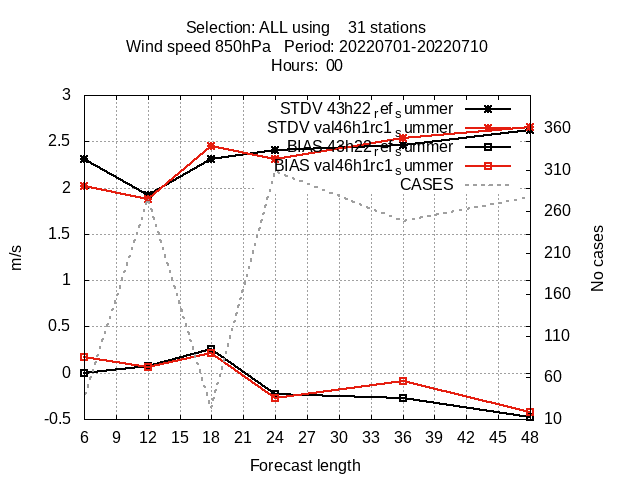 Selection: ALL using 31 stations
Wind speed 850hPa Period: 20220701-20220710
Hours: 00
3
2.5
2
1.5
1
0.5
0
-0.5
m/s
STDV 43h22_ref_summer
STDV val46h1rc1_summer
BIAS 43h22_ref_summer
BIAS val46h1rc1_summer
CASES
360
310
260
210
160
110
60
10
No cases
6 9 12 15 18 21 24 27 30 33 36 39 42 45 48
Forecast length